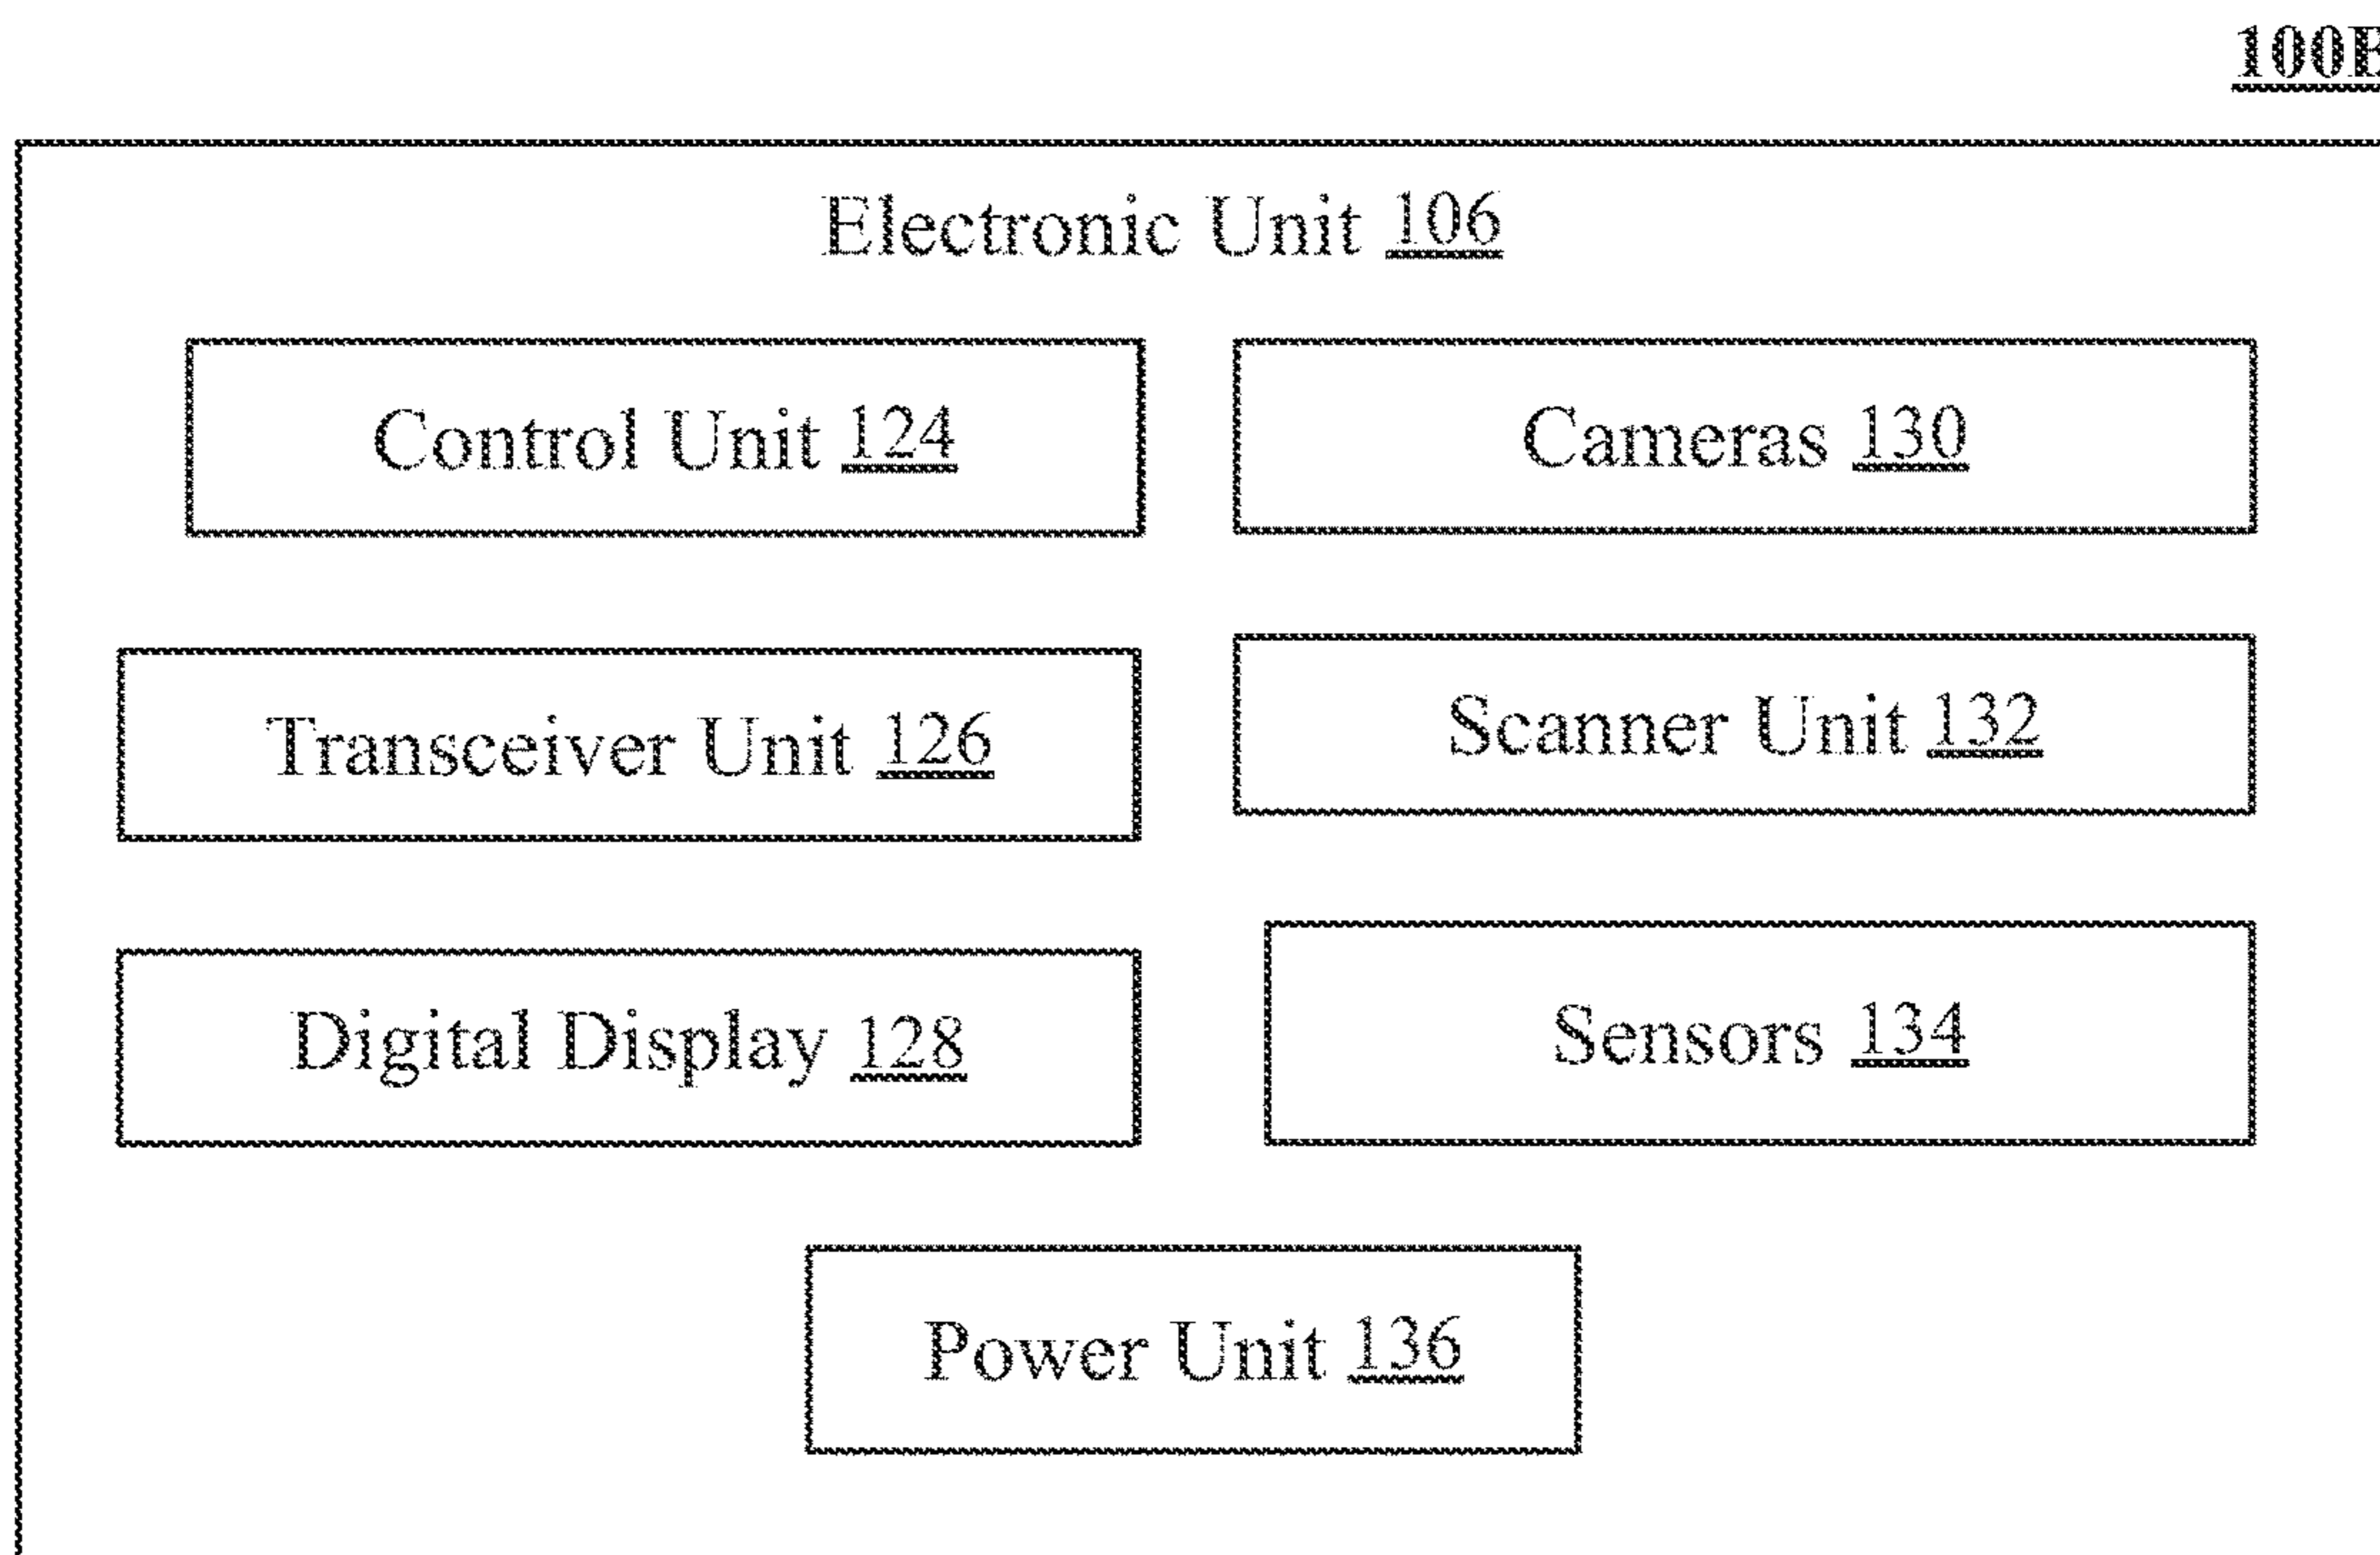 100B
Electronic Unit 106
Control Unit 124
Cameras 130
Transceiver Unit 126
Scanner Unit 132
Digital Display 128
Sensors 134
Power Unit 136